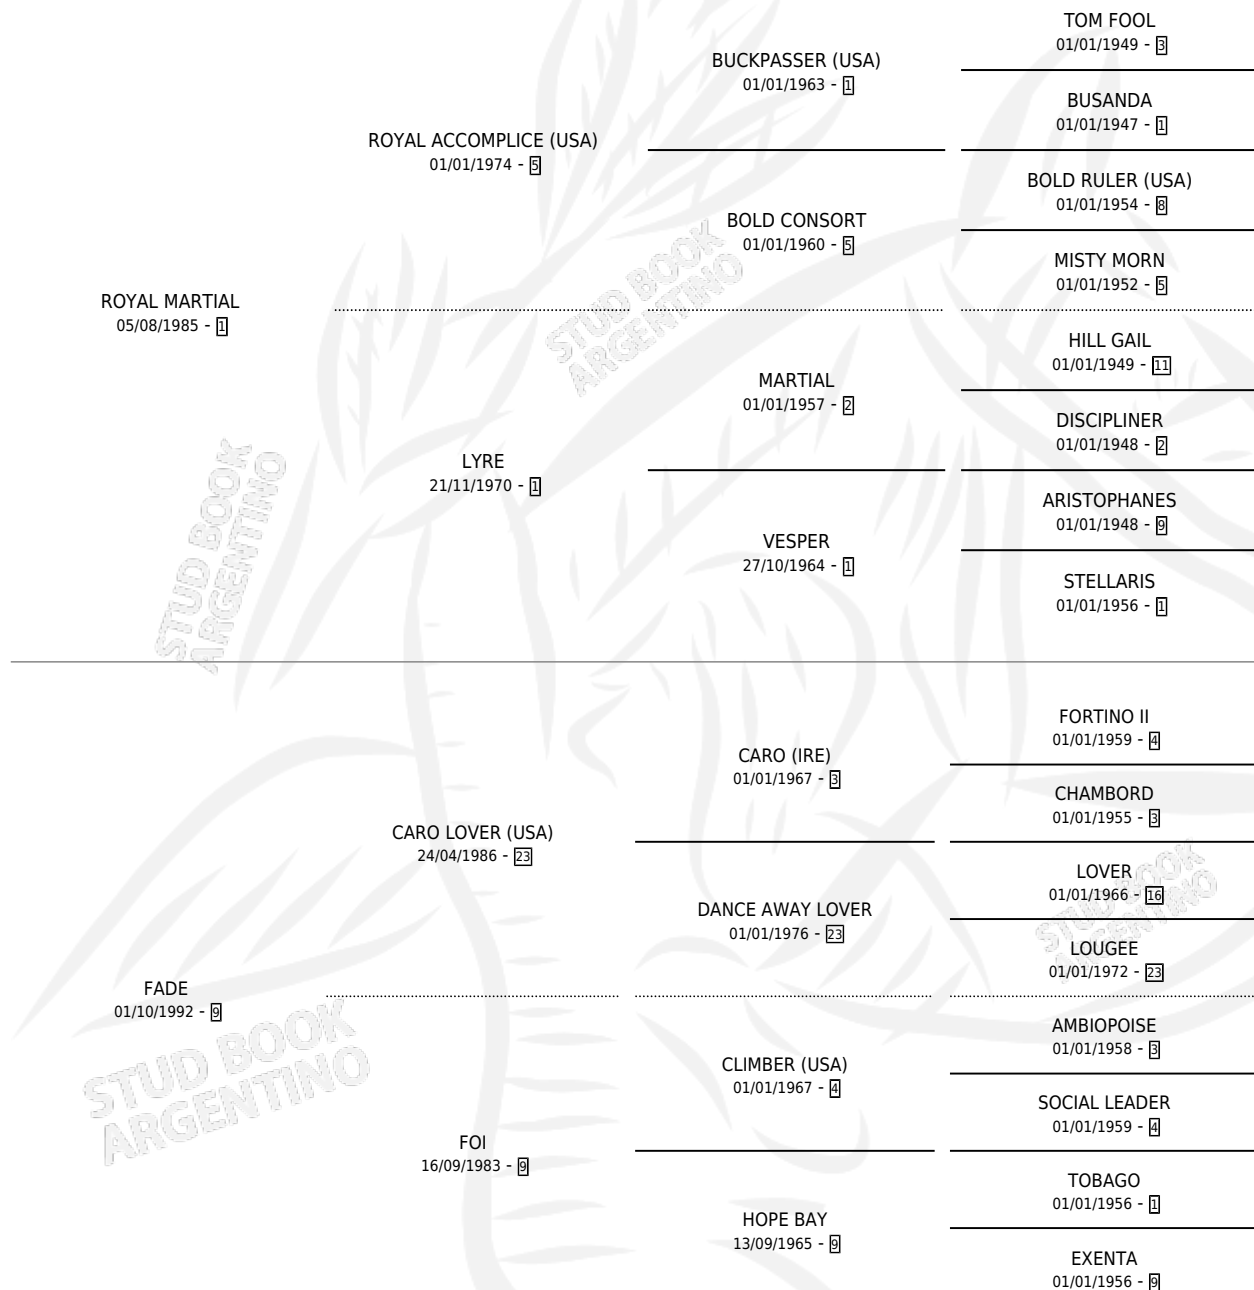 TOM FOOL
01/01/1949 - 3
BUCKPASSER (USA)
01/01/1963 - 1
BUSANDA
01/01/1947 - 1
ROYAL ACCOMPLICE (USA)
01/01/1974 - 5
BOLD RULER (USA)
01/01/1954 - 8
BOLD CONSORT
01/01/1960 - 5
MISTY MORN
01/01/1952 - 5
ROYAL MARTIAL
05/08/1985 - 1
HILL GAIL
01/01/1949 - 11
MARTIAL
01/01/1957 - 2
DISCIPLINER
01/01/1948 - 2
LYRE
21/11/1970 - 1
ARISTOPHANES
01/01/1948 - 9
VESPER
27/10/1964 - 1
STELLARIS
01/01/1956 - 1
FORTINO II
01/01/1959 - 4
CARO (IRE)
01/01/1967 - 3
CHAMBORD
01/01/1955 - 3
CARO LOVER (USA)
24/04/1986 - 23
LOVER
01/01/1966 - 16
DANCE AWAY LOVER
01/01/1976 - 23
LOUGEE
01/01/1972 - 23
FADE
01/10/1992 - 9
AMBIOPOISE
01/01/1958 - 3
CLIMBER (USA)
01/01/1967 - 4
SOCIAL LEADER
01/01/1959 - 4
FOI
16/09/1983 - 9
TOBAGO
01/01/1956 - 1
HOPE BAY
13/09/1965 - 9
EXENTA
01/01/1956 - 9
STUD BOOK
ARGENTINO
STUD BOOK
ARGENTINO
STUD BOOK
ARGENTINO
STUD BOOK
ARGENTINO